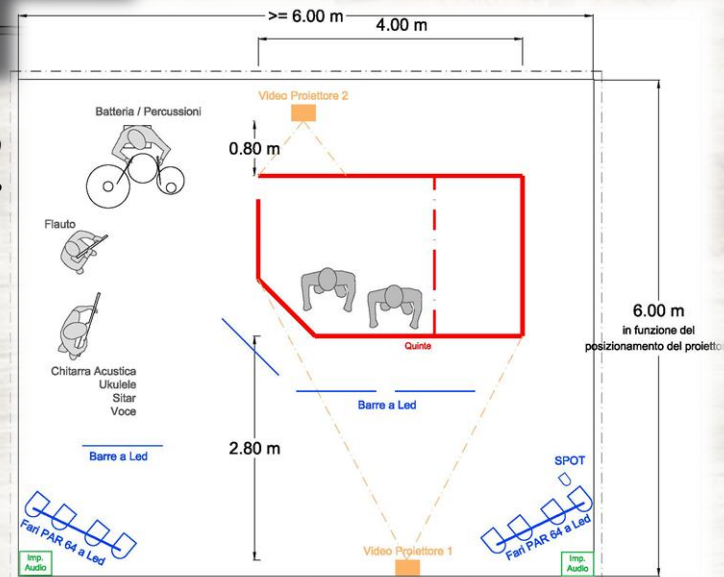 >= 6.00 m
4.00 m
Video Proiettore 2
Batteria / Percussioni
0.80 m
Flauto
6.00 m
in funzione del
posizionamento del proietto
Quinte
Chitarra Acustica
Ukulele
Sitar
Voce
Barre a Led
Barre a Led
2.80 m
SPOT
Fari PAR 64 a Led
Fari PAR 64 a Led
Video Proiettore 1
Imp.
Audio
Imp.
Audio